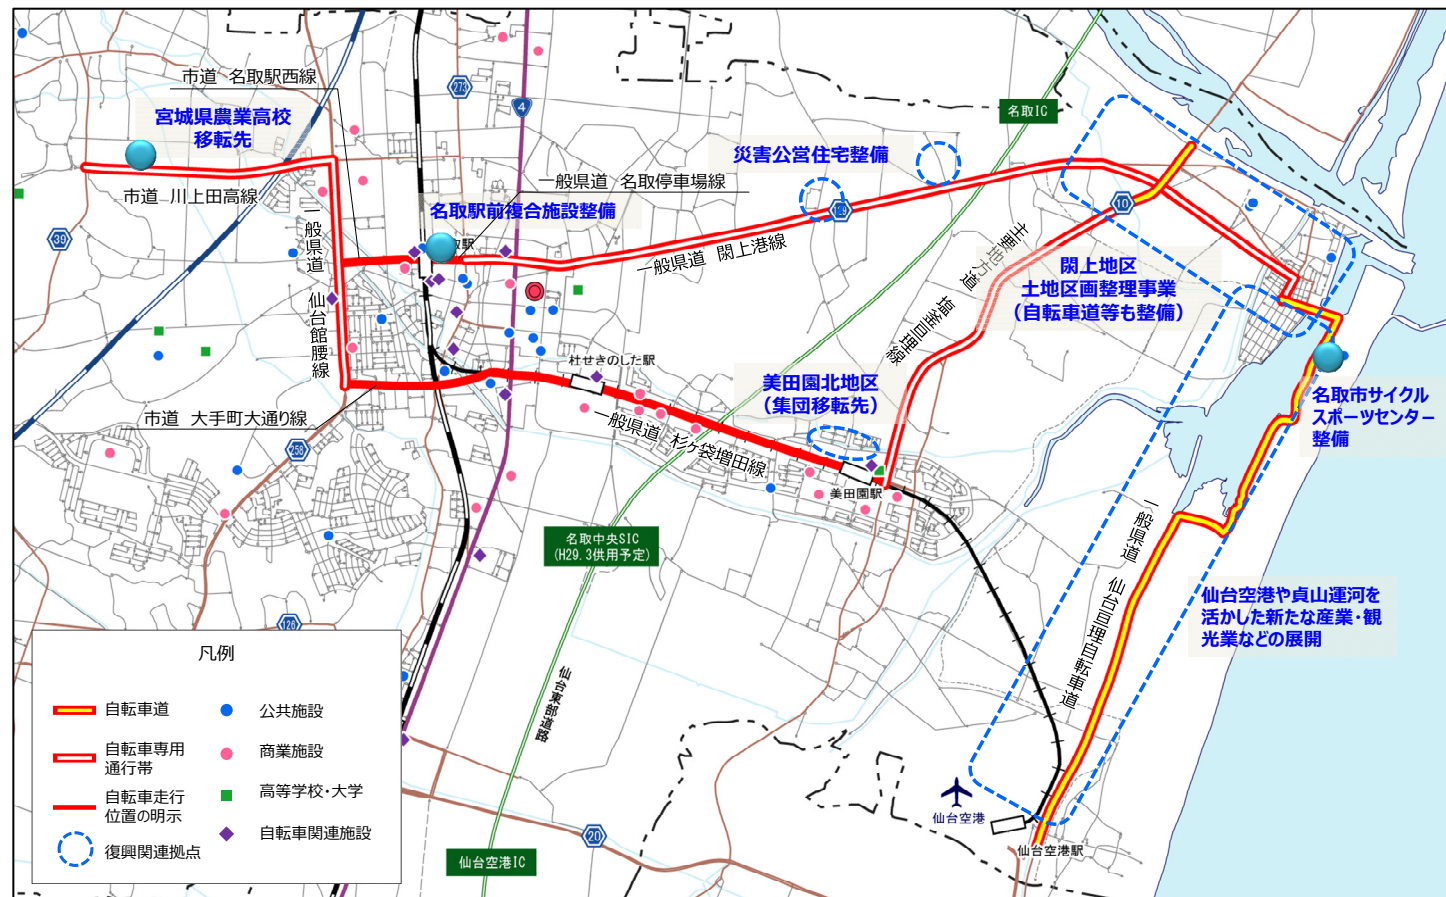 市道 名取駅西線
宮城県農業高校
移転先
市道 川上田高線
一般県道 仙台館腰線
273
4
39
一般県道 名取停車場線
名取駅前複合施設整備
災害公営住宅整備
名取IC
一般県道 閖上港線
10
主要地方道 塩釜亘理線
閖上地区
土地区画整理事業
(自転車道等も整備)
杜せきのした駅
美田園北地区
(集団移転先)
市道 大手町大通り線
258
一般県道 杉ヶ袋増田線
美田園駅
名取市サイクル
スポーツセンター
整備
名取中央SIC
(H29.3供用予定)
一般県道 仙台亘理自転車道
仙台空港や貞山運河を
活かした新たな産業・観
光業などの展開
126
仙台東部道路
20
仙台空港
仙台空港駅
仙台空港IC
凡例
自転車道
自転車専用
通行帯
自転車走行
位置の明示
復興関連拠点
公共施設
商業施設
高等学校・大学
自転車関連施設